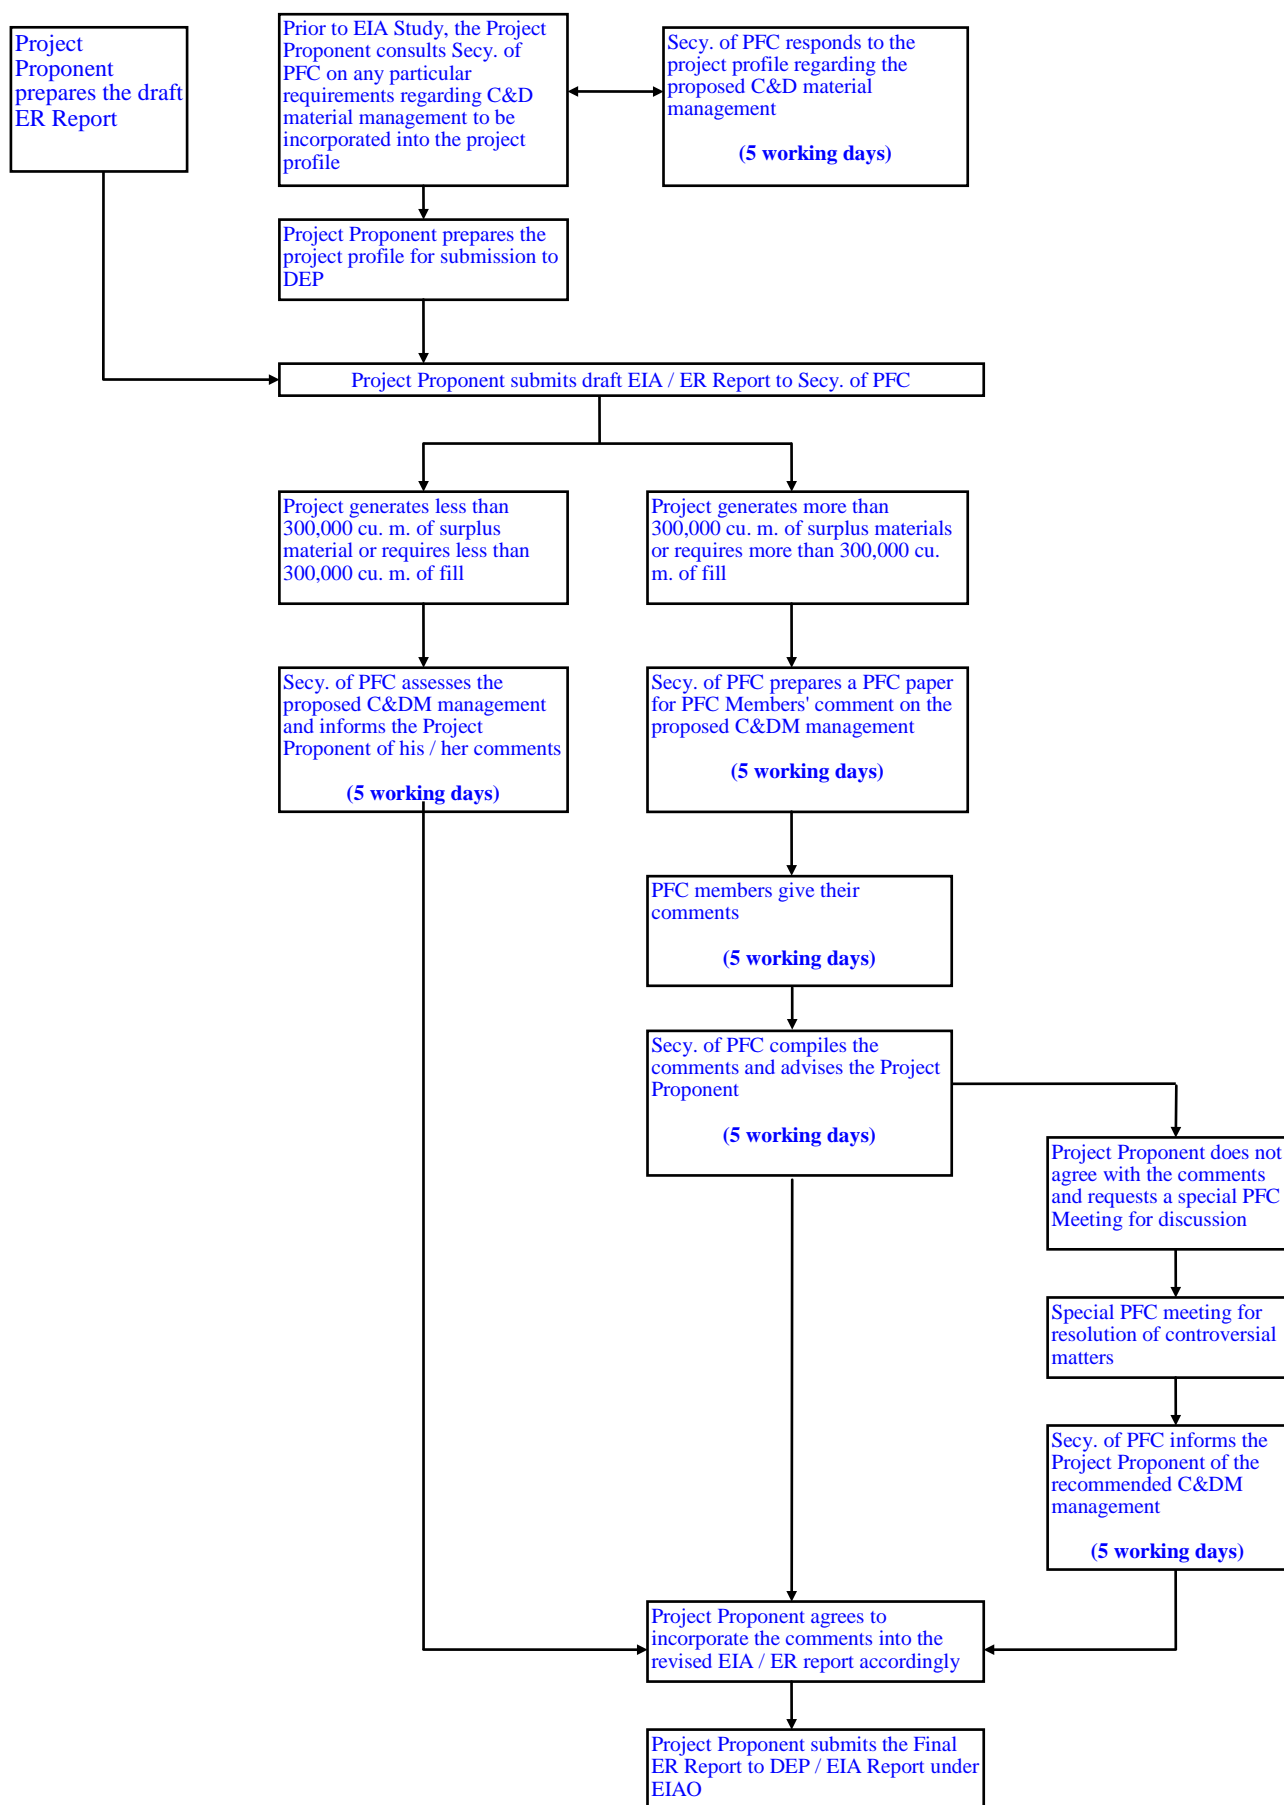 Project
Proponent
prepares the draft
ER Report
Prior to EIA Study, the Project
Proponent consults Secy. of
PFC on any particular
requirements regarding C&D
material management to be
incorporated into the project
profile
Secy. of PFC responds to the
project profile regarding the
proposed C&D material
management
(5 working days)
Project Proponent prepares the
project profile for submission to
DEP
Project Proponent submits draft EIA / ER Report to Secy. of PFC
Project generates less than
300,000 cu. m. of surplus
material or requires less than
300,000 cu. m. of fill
Project generates more than
300,000 cu. m. of surplus materials
or requires more than 300,000 cu.
m. of fill
Secy. of PFC assesses the
proposed C&DM management
and informs the Project
Proponent of his / her comments
(5 working days)
Secy. of PFC prepares a PFC paper
for PFC Members' comment on the
proposed C&DM management
(5 working days)
PFC members give their
comments
(5 working days)
Secy. of PFC compiles the
comments and advises the Project
Proponent
(5 working days)
Project Proponent does not
agree with the comments
and requests a special PFC
Meeting for discussion
Special PFC meeting for
resolution of controversial
matters
Secy. of PFC informs the
Project Proponent of the
recommended C&DM
management
(5 working days)
Project Proponent agrees to
incorporate the comments into the
revised EIA / ER report accordingly
Project Proponent submits the Final
ER Report to DEP / EIA Report under
EIAO